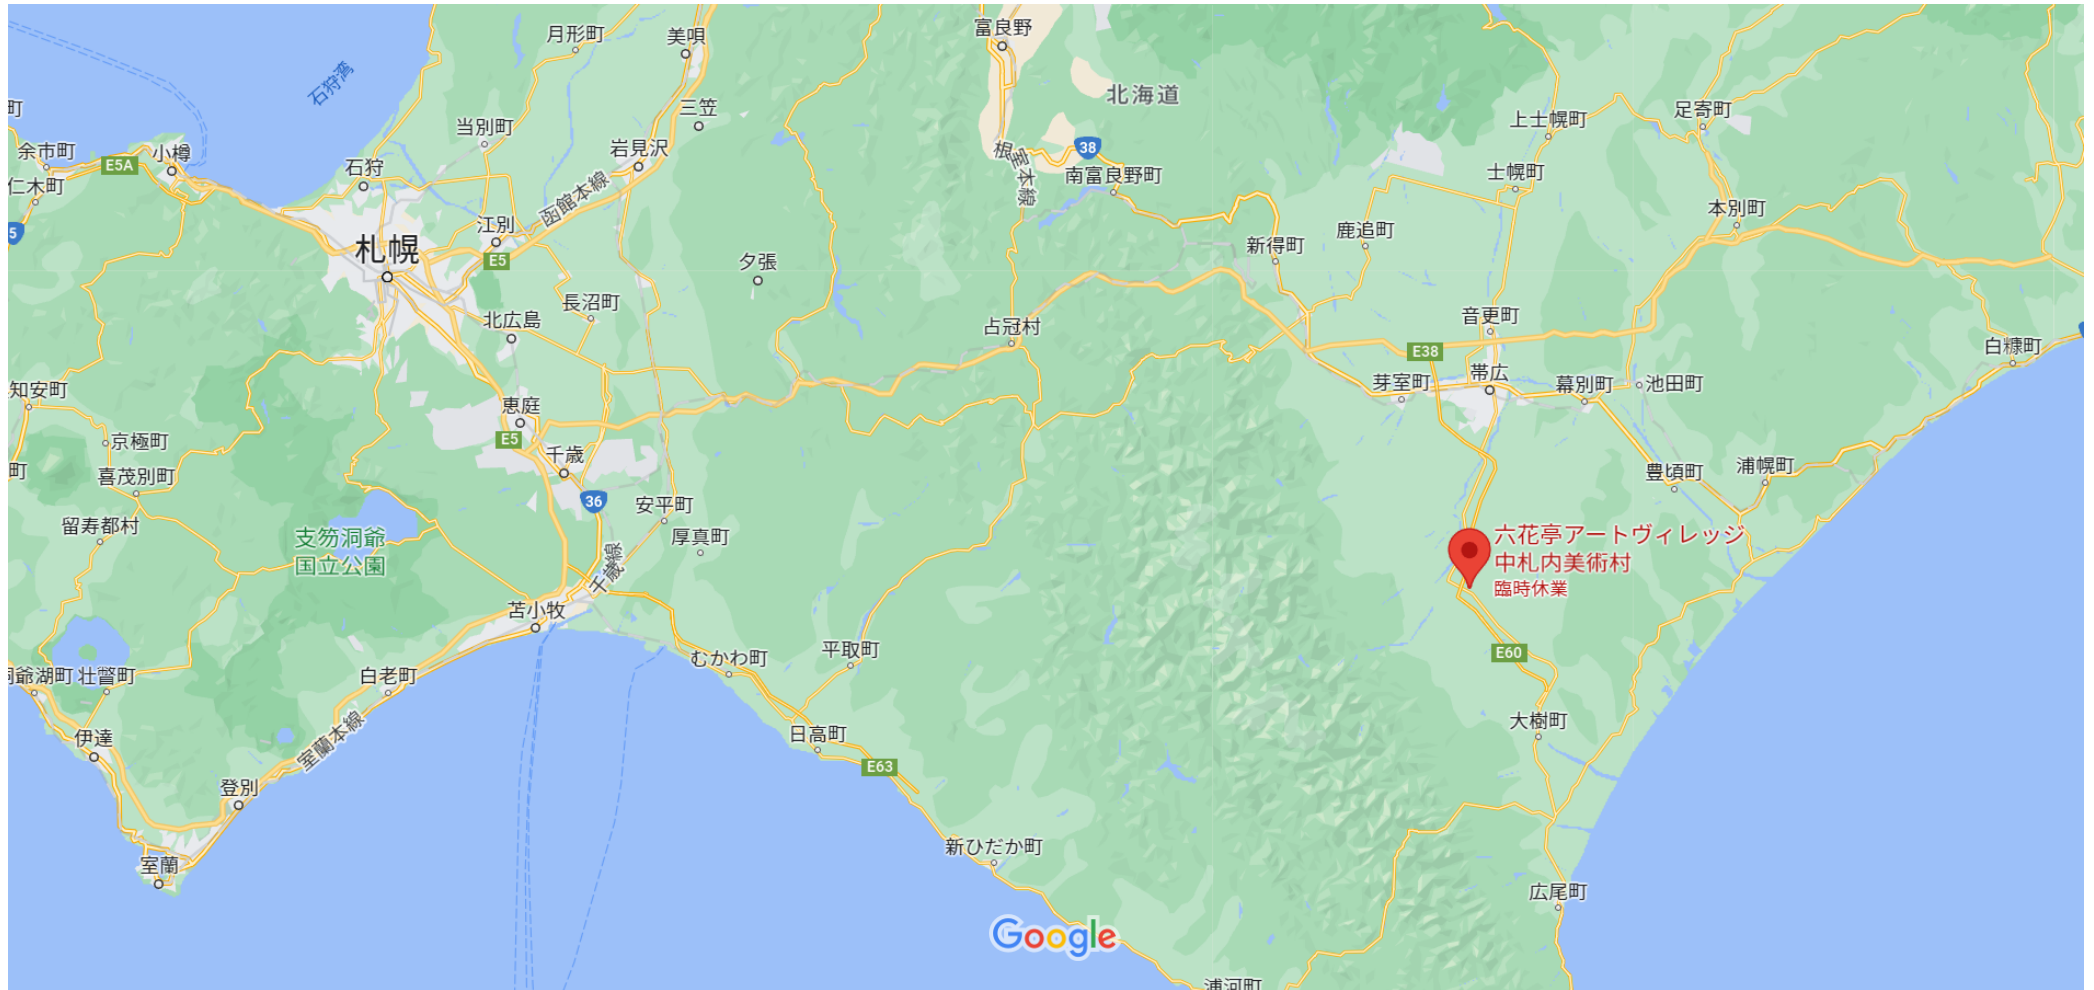 富良野
月形町
美唄
石狩湾
北海道
町
三笠
足寄町
当別町
上士幌町
岩見沢
38
余市町
E5A
小樽
石狩
根室本線
南富良野町
士幌町
仁木町
函館本線
本別町
5
江別
札幌
鹿追町
新得町
E5
夕張
長沼町
北広島
音更町
占冠村
E38
白糠町
帯広
芽室町
幕別町
池田町
知安町
恵庭
京極町
E5
千歳
町
喜茂別町
浦幌町
豊頃町
36
安平町
留寿都村
支笏洞爺
国立公園
厚真町
六花亭アートヴィレッジ
中札内美術村
臨時休業
千歳線
苫小牧
平取町
むかわ町
E60
爺湖町
壮瞥町
白老町
大樹町
日高町
伊達
室蘭本線
E63
登別
新ひだか町
室蘭
広尾町
Google
浦河町